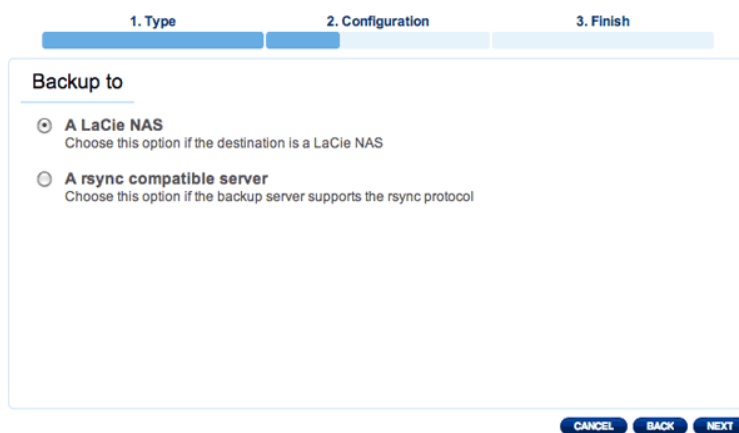 1. Type 2. Configuration 3. Finish
Backup to
A LaCie NAS
Choose this option if the destination is a LaCie NAS
A rsync compatible server
Choose this option if the backup server supports the rsync protocol
CANCEL BACK NEXT